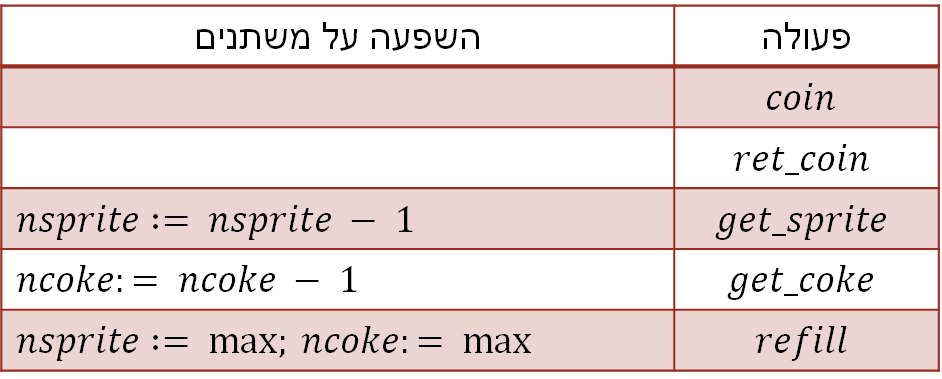 פעולה השפעה על משתנים
coin
ret_coin
get_sprite nsprite := nsprite − 1
get_coke ncoke: = ncoke − 1
refill nsprite := max; ncoke: = max